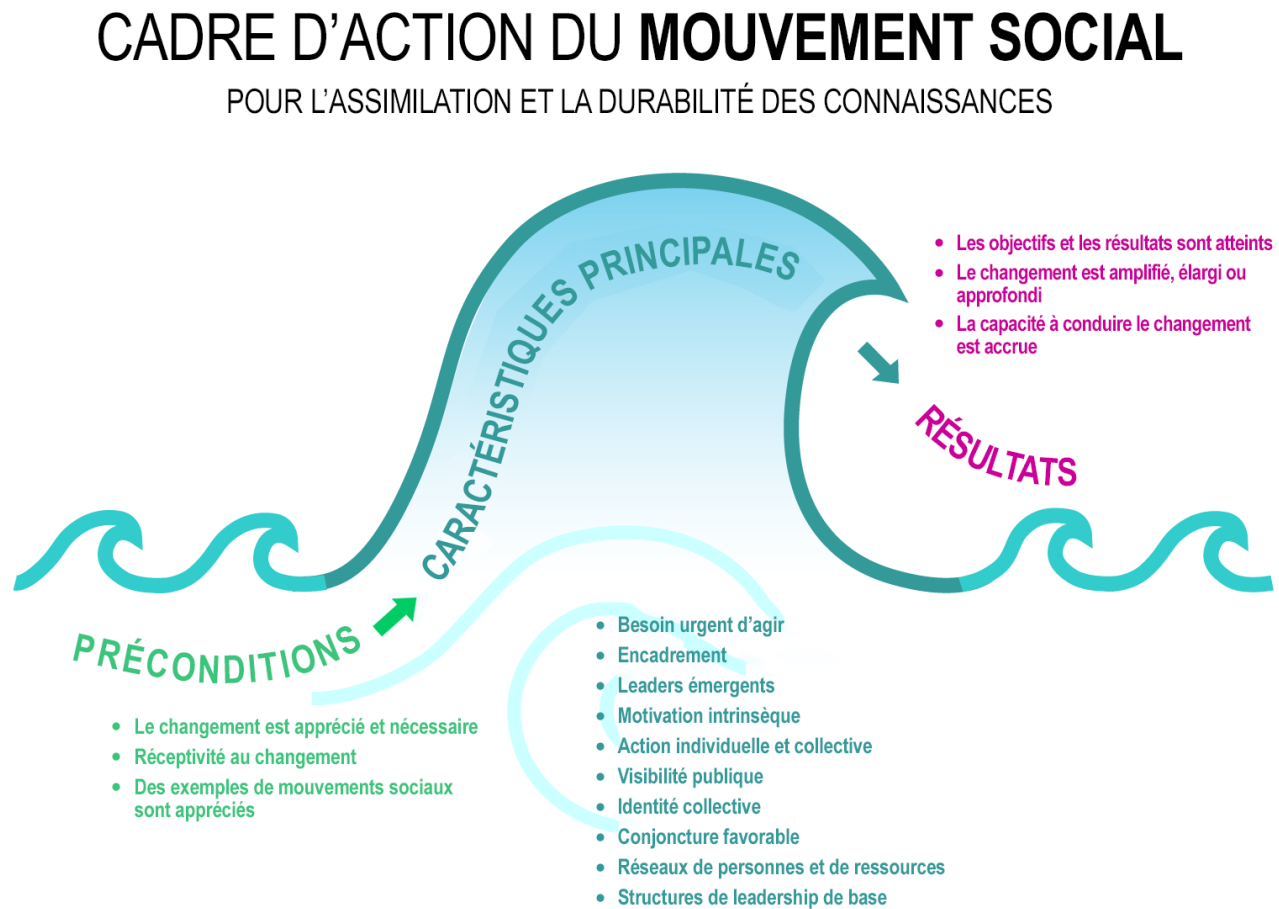 CADRE D’ACTION DU MOUVEMENT SOCIAL
POUR L’ASSIMILATION ET LA DURABILITÉ DES CONNAISSANCES
PRÉCONDITIONS
• Le changement est apprécié et nécessaire
• Réceptivité au changement
• Des exemples de mouvements sociaux
sont appréciés
CARACTÉRISTIQUES PRINCIPALES
• Besoin urgent d’agir
• Encadrement
• Leaders émergents
• Motivation intrinsèque
• Action individuelle et collective
• Visibilité publique
• Identité collective
• Conjoncture favorable
• Réseaux de personnes et de ressources
• Structures de leadership de base
• Les objectifs et les résultats sont atteints
• Le changement est amplifié, élargi ou
approfondi
• La capacité à conduire le changement
est accrue
RÉSULTATS